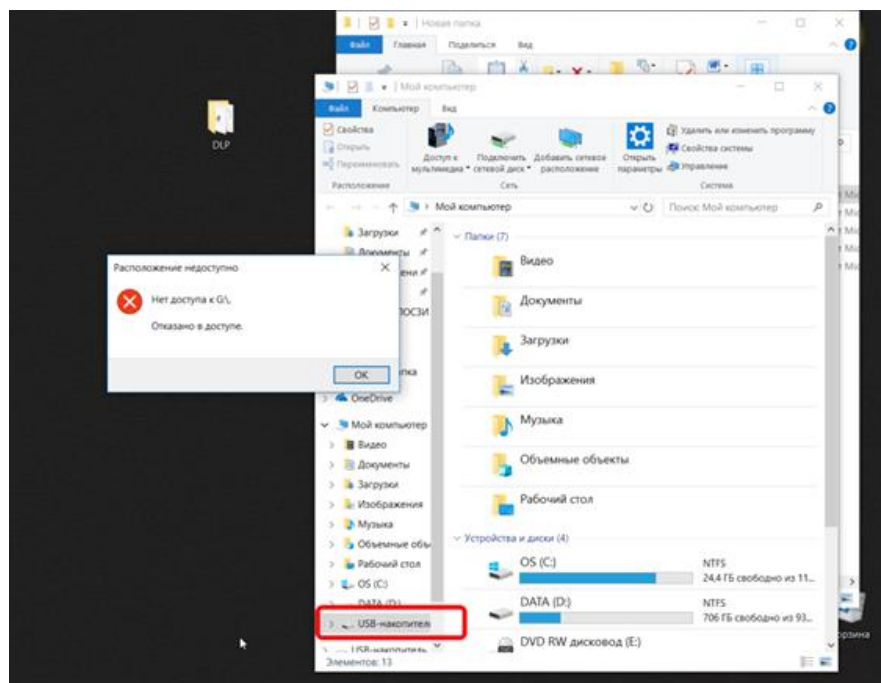 Новая папка
Файл Главная Поделиться Вид
Мой компьютер
Файл Компьютер Вид
DLP
Свойства
Открыть
Переименовать
Доступ к мультимедиа
Подключить сетевой диск
Добавить сетевое расположение
Открыть параметры
Удалить или изменить программу
Свойства системы
Управление
Расположение Сеть Система
Мой компьютер
Поиск: Мой компьютер
Загрузки
Документы
ЛОСЗИ
OneDrive
Мой компьютер
Видео
Документы
Загрузки
Изображения
Музыка
Объемные объ
Рабочий стол
OS (C:)
DATA (D:)
USB-накопител
USB-накопитель
Папки (7)
Видео
Документы
Загрузки
Изображения
Музыка
Объемные объекты
Рабочий стол
Устройства и диски (4)
OS (C:)
NTFS
24,4 ГБ свободно из 11...
DATA (D:)
NTFS
706 ГБ свободно из 93...
DVD RW дисковод (E:)
Элементов: 13
Расположение недоступно
Нет доступа к G:\.
Отказано в доступе.
OK